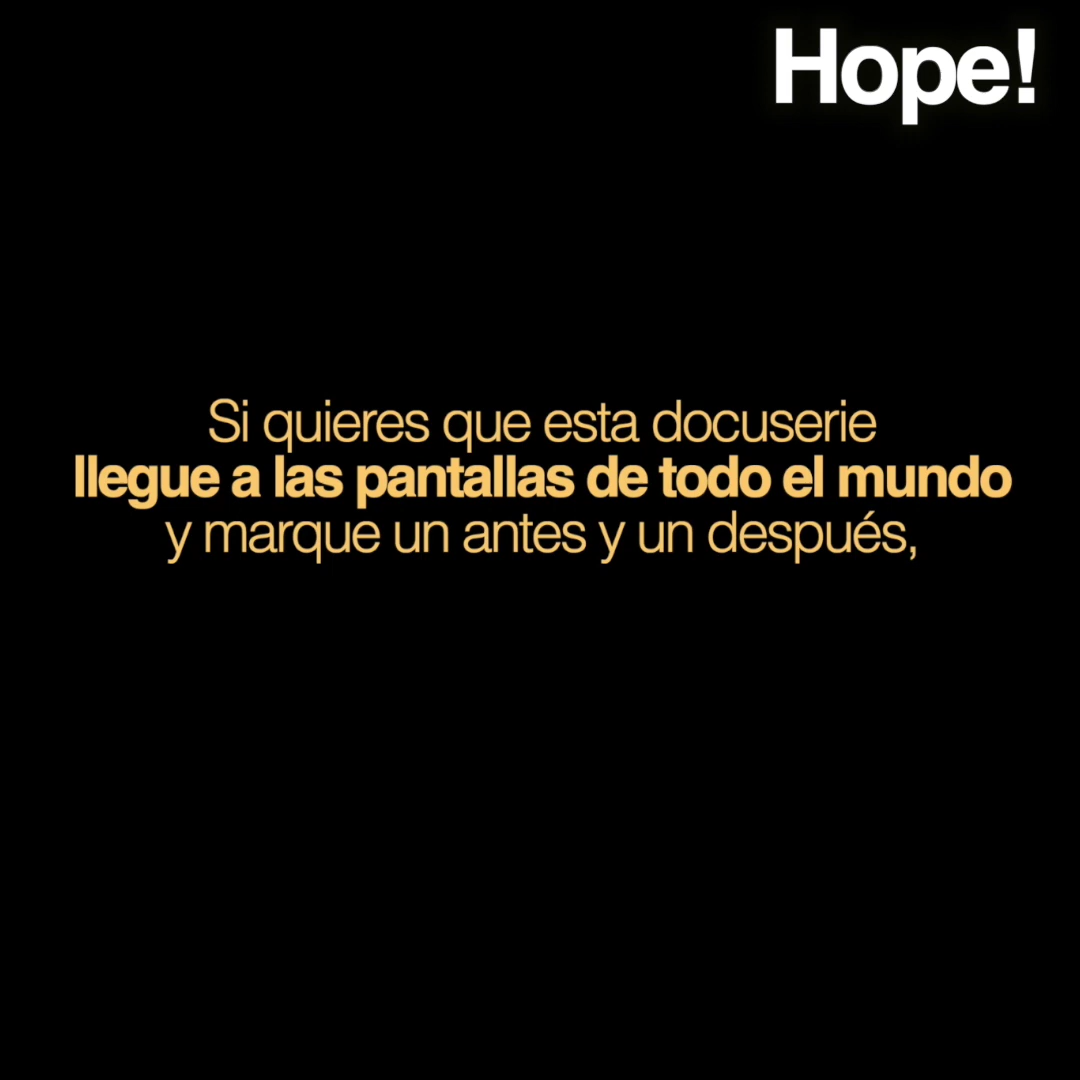 Hope!
Si quieres que esta docuserie
llegue a las pantallas de todo el mundo
y marque un antes y un después,